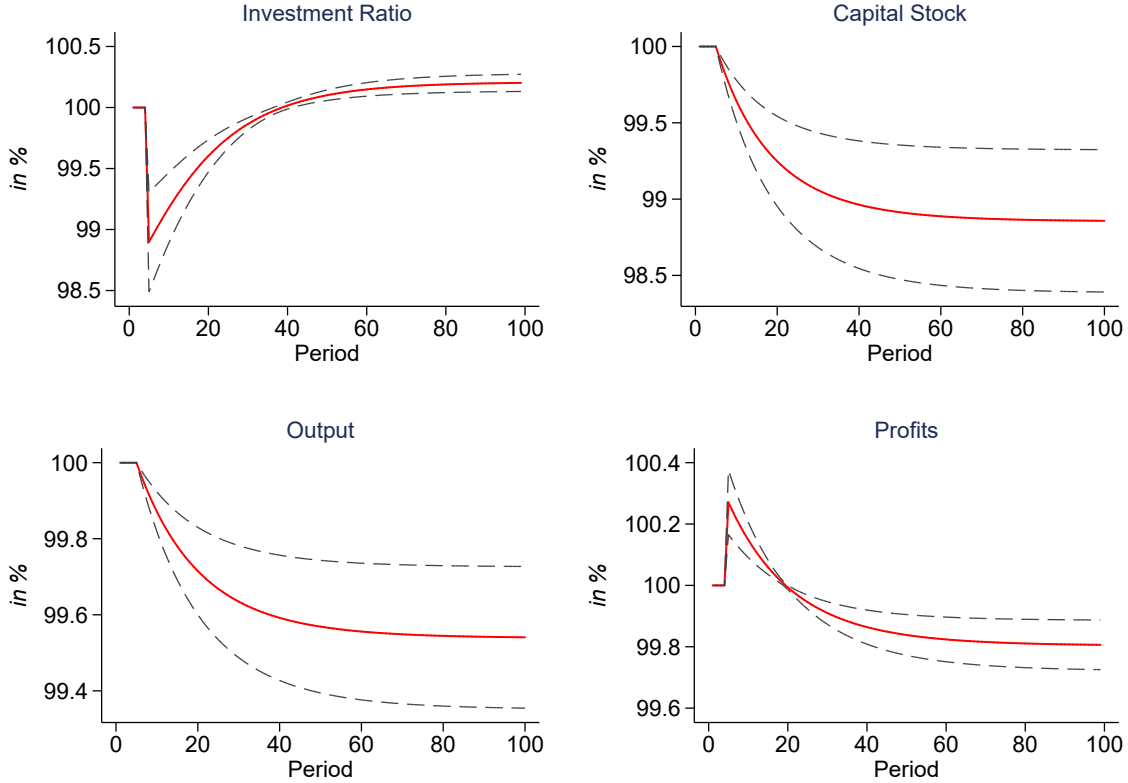 Investment Ratio
100.5
100
99.5
99
98.5
in %
0 20 40 60 80 100
Period
Capital Stock
100
99.5
99
98.5
in %
0 20 40 60 80 100
Period
Output
100
99.8
99.6
99.4
in %
0 20 40 60 80 100
Period
Profits
100.4
100.2
100
99.8
99.6
in %
0 20 40 60 80 100
Period